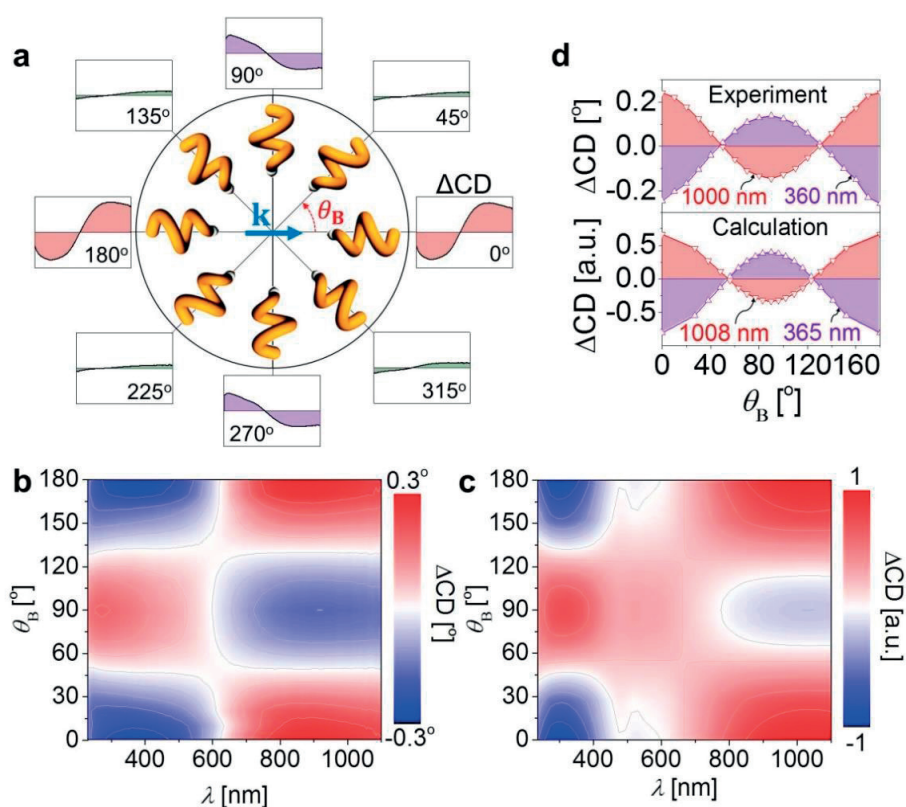 a
90°
135°
45°
ΔCD
k
θB
180°
0°
225°
315°
270°
d
ΔCD [°]
0.2
0.0
-0.2
Experiment
1000 nm
360 nm
ΔCD [a.u.]
0.5
0.0
-0.5
Calculation
1008 nm
365 nm
0 40 80 120 160
θB [°]
b
θB [°]
180
150
120
90
60
30
0
400 600 800 1000
λ [nm]
0.3°
ΔCD [°]
-0.3°
c
θB [°]
180
150
120
90
60
30
0
400 600 800 1000
λ [nm]
1
ΔCD [a.u.]
-1